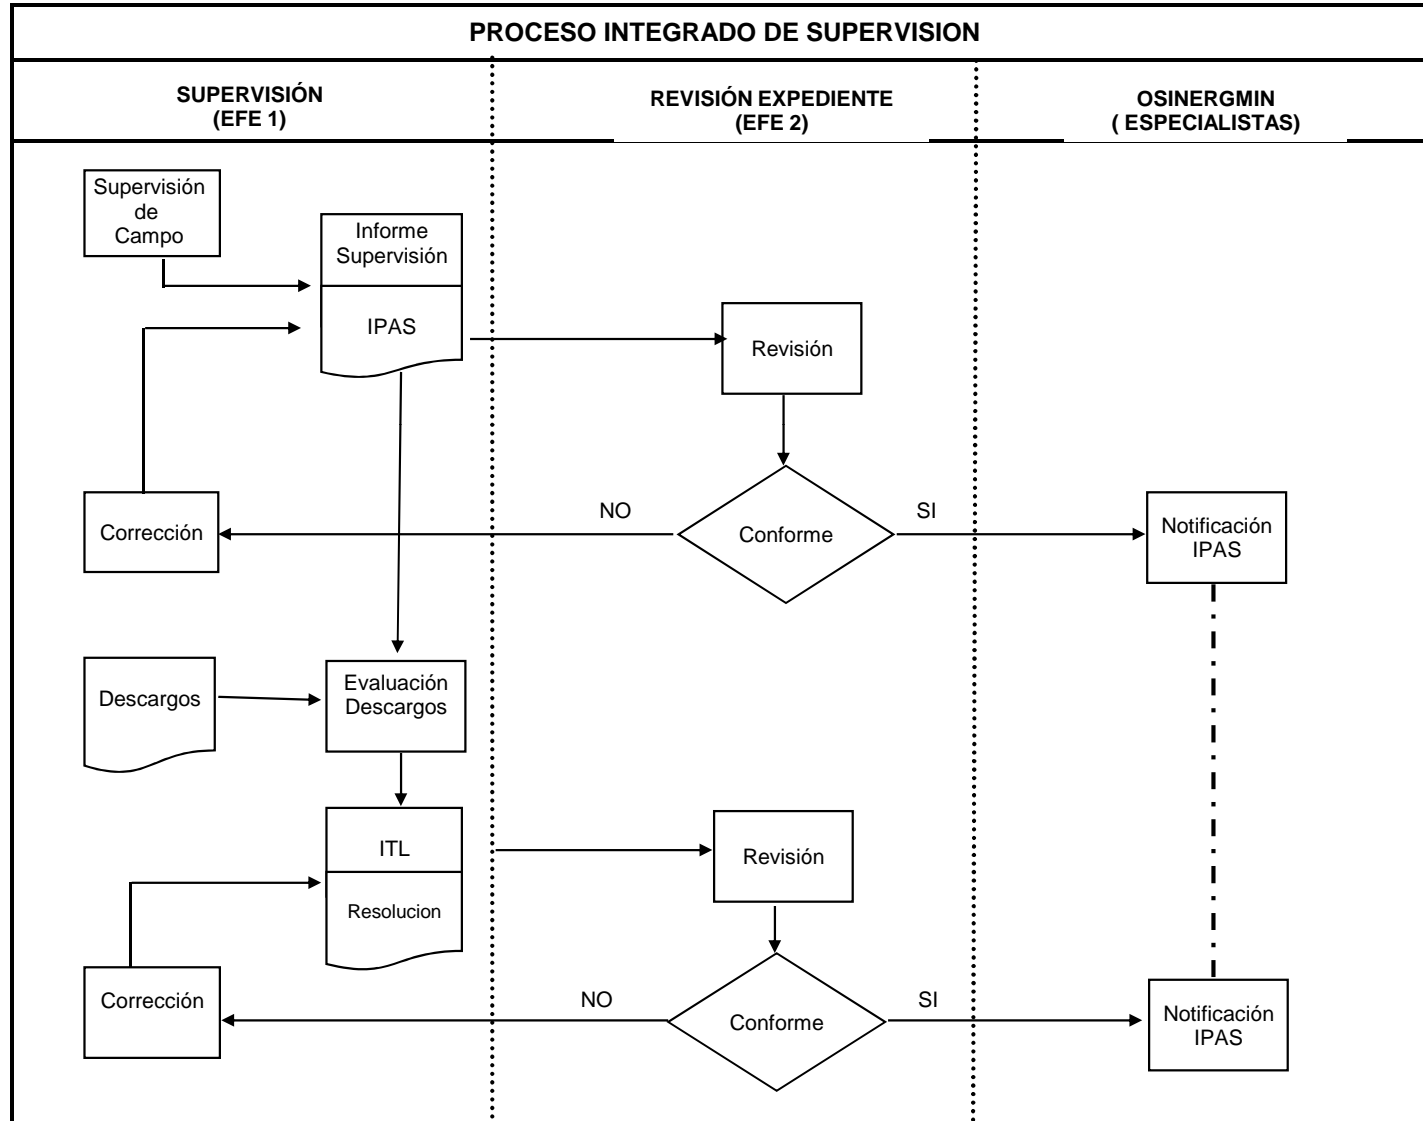 PROCESO INTEGRADO DE SUPERVISION
SUPERVISIÓN
(EFE 1)
REVISIÓN EXPEDIENTE
(EFE 2)
OSINERGMIN
( ESPECIALISTAS)
Supervisión
de
Campo
Informe
Supervisión
IPAS
Revisión
Corrección
NO
Conforme
SI
Notificación
IPAS
Descargos
Evaluación
Descargos
ITL
Resolucion
Revisión
Corrección
NO
Conforme
SI
Notificación
IPAS